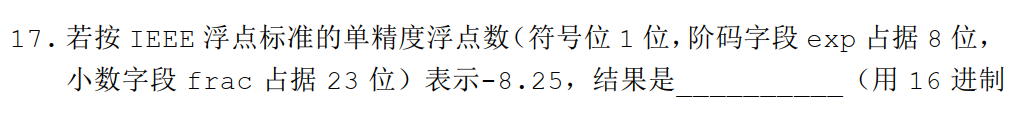 17. 若按 IEEE 浮点标准的单精度浮点数(符号位 1 位,阶码字段 exp 占据 8 位,
小数字段 frac 占据 23 位) 表示-8.25, 结果是__________ (用 16 进制